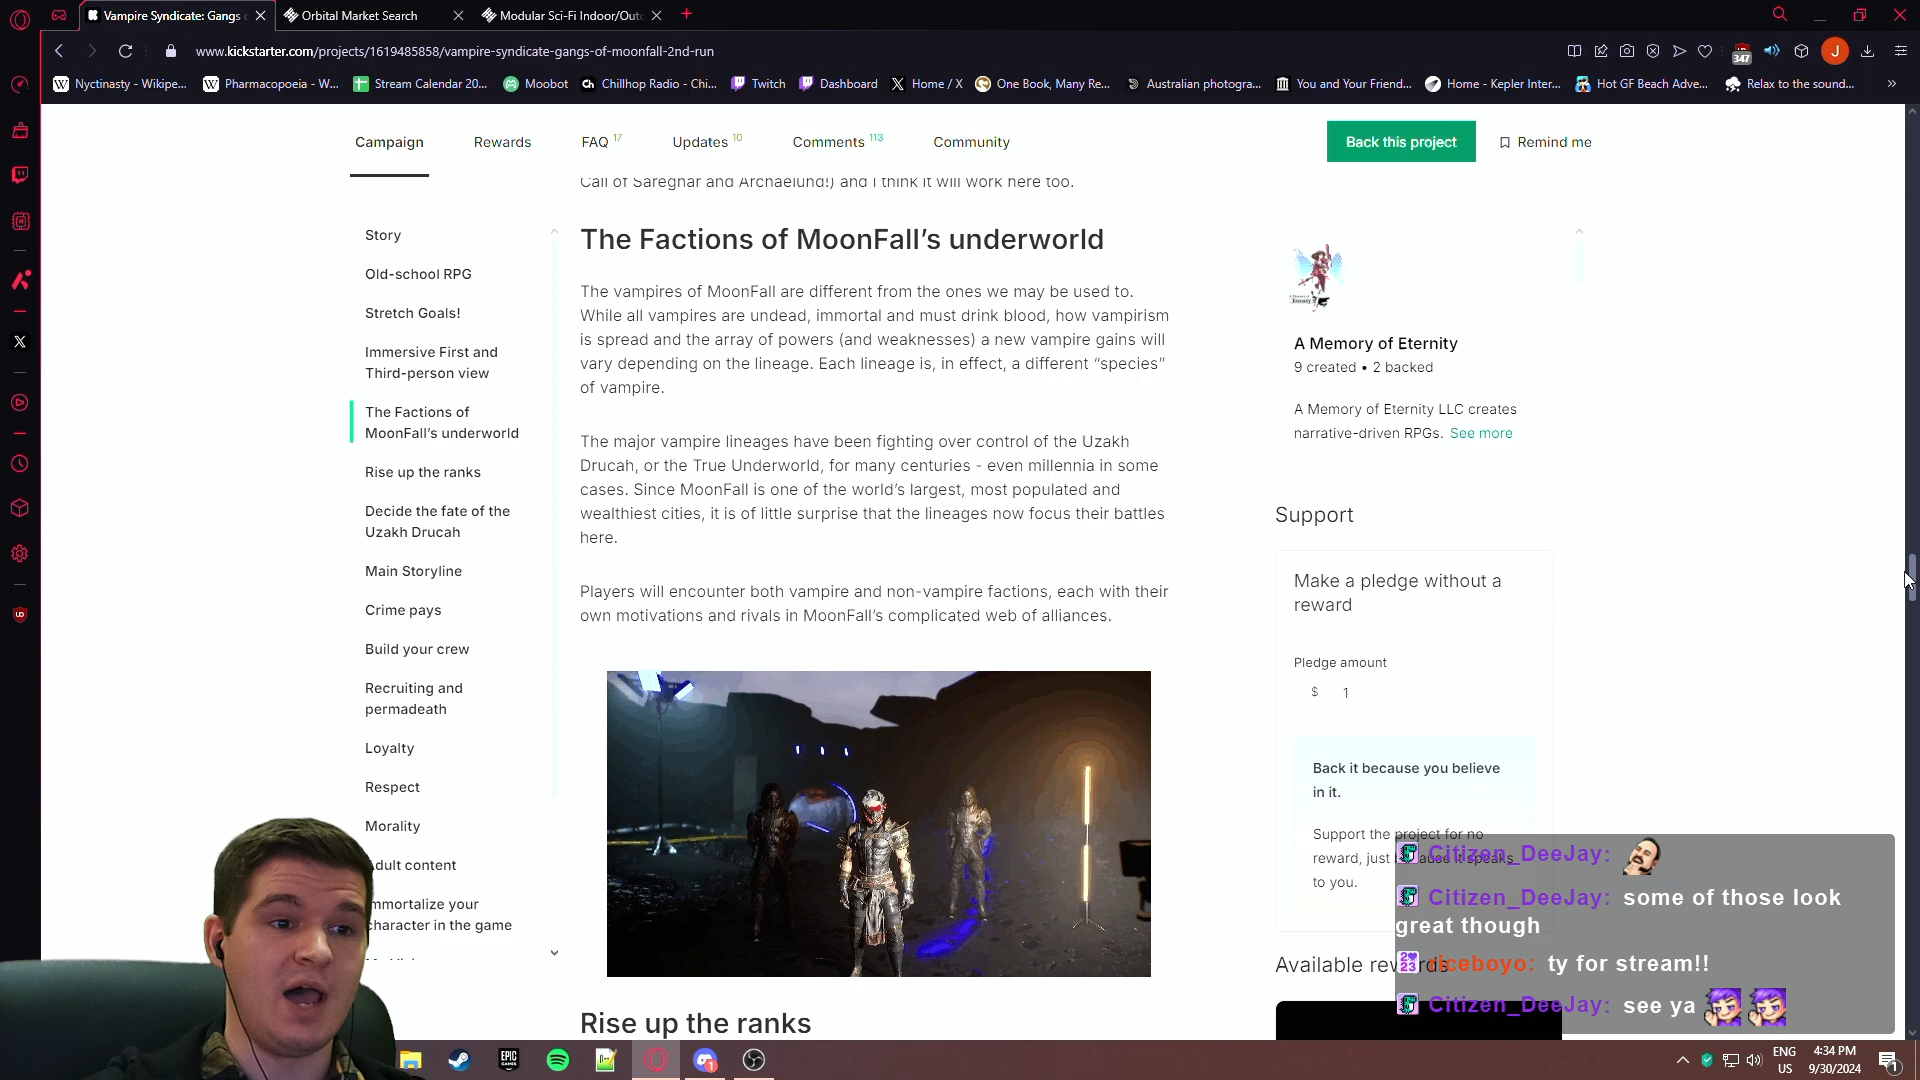 Vampire Syndicate: Gangs
Orbital Market Search
Modular Sci-Fi Indoor/Out
www.kickstarter.com/projects/1619485858/vampire-syndicate-gangs-of-moonfall-2nd-run
347
J
Nyctinasty - Wikipe...
Pharmacopoeia - W...
Stream Calendar 20...
Moobot
Chillhop Radio - Chi...
Twitch
Dashboard
Home / X
One Book, Many Re...
Australian photogra...
You and Your Friend...
Home - Kepler Inter...
Hot GF Beach Adve...
Relax to the sound...
Campaign
Rewards
FAQ 17
Updates 10
Comments 113
Community
Back this project
Remind me
Story
Old-school RPG
Stretch Goals!
Immersive First and
Third-person view
The Factions of
MoonFall's underworld
Rise up the ranks
Decide the fate of the
Uzakh Drucah
Main Storyline
Crime pays
Build your crew
Recruiting and
permadeath
Loyalty
Respect
Morality
Adult content
Immortalize your
character in the game
Call of Saregnar and Archaelund!) and I think it will work here too.
The Factions of MoonFall's underworld
The vampires of MoonFall are different from the ones we may be used to.
While all vampires are undead, immortal and must drink blood, how vampirism
is spread and the array of powers (and weaknesses) a new vampire gains will
vary depending on the lineage. Each lineage is, in effect, a different “species”
of vampire.
The major vampire lineages have been fighting over control of the Uzakh
Drucah, or the True Underworld, for many centuries - even millennia in some
cases. Since MoonFall is one of the world's largest, most populated and
wealthiest cities, it is of little surprise that the lineages now focus their battles
here.
Players will encounter both vampire and non-vampire factions, each with their
own motivations and rivals in MoonFall's complicated web of alliances.
Rise up the ranks
A Memory of Eternity
9 created • 2 backed
A Memory of Eternity LLC creates
narrative-driven RPGs. See more
Support
Make a pledge without a
reward
Pledge amount
$ 1
Back it because you believe
in it.
Support the project for no
reward, just because it speaks
to you.
Available rewards
Citizen_DeeJay:
Citizen_DeeJay: some of those look
great though
riceboyo: ty for stream!!
Citizen_DeeJay: see ya
ENG
US
4:34 PM
9/30/2024
1